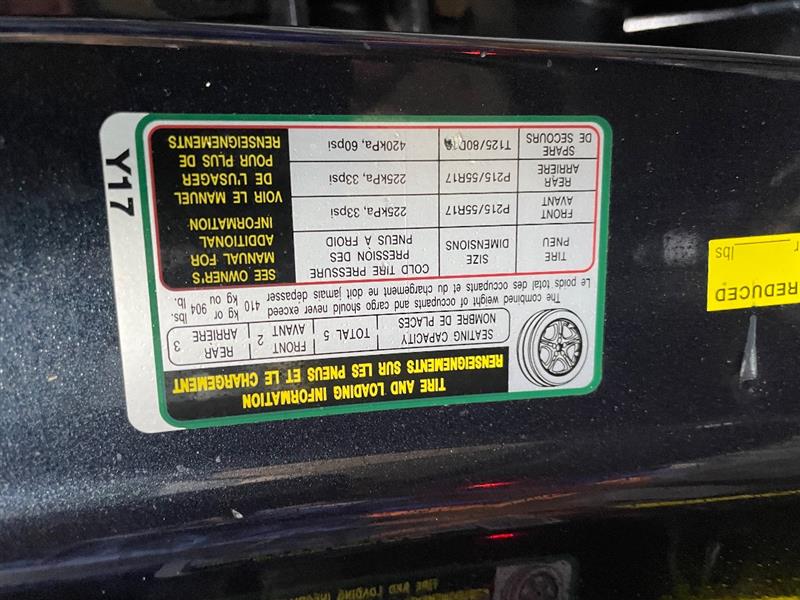 TIRE AND LOADING INFORMATION
RENSEIGNEMENTS SUR LES PNEUS ET LE CHARGEMENT
SEATING CAPACITY
NOMBRE DE PLACES
TOTAL 5
FRONT
AVANT 2
REAR
ARRIERE 3
The combined weight of occupants and cargo should never exceed 410 kg or 904 lbs.
Le poids total des occupants et du chargement ne doit jamais dépasser kg ou lb.
TIRE
PNEU
SIZE
DIMENSIONS
COLD TIRE PRESSURE
PRESSION DES
PNEUS A FROID
FRONT
AVANT
P215/55R17
225kPa, 33psi
REAR
ARRIERE
P215/55R17
225kPa, 33psi
SPARE
DE SECOURS
420kPa, 60psi
SEE OWNER'S
MANUAL FOR
ADDITIONAL
INFORMATION
VOIR LE MANUEL
DE L'USAGER
POUR PLUS DE
RENSEIGNEMENTS
Y17
REDUCED
lbs
TIRE AND LOADING